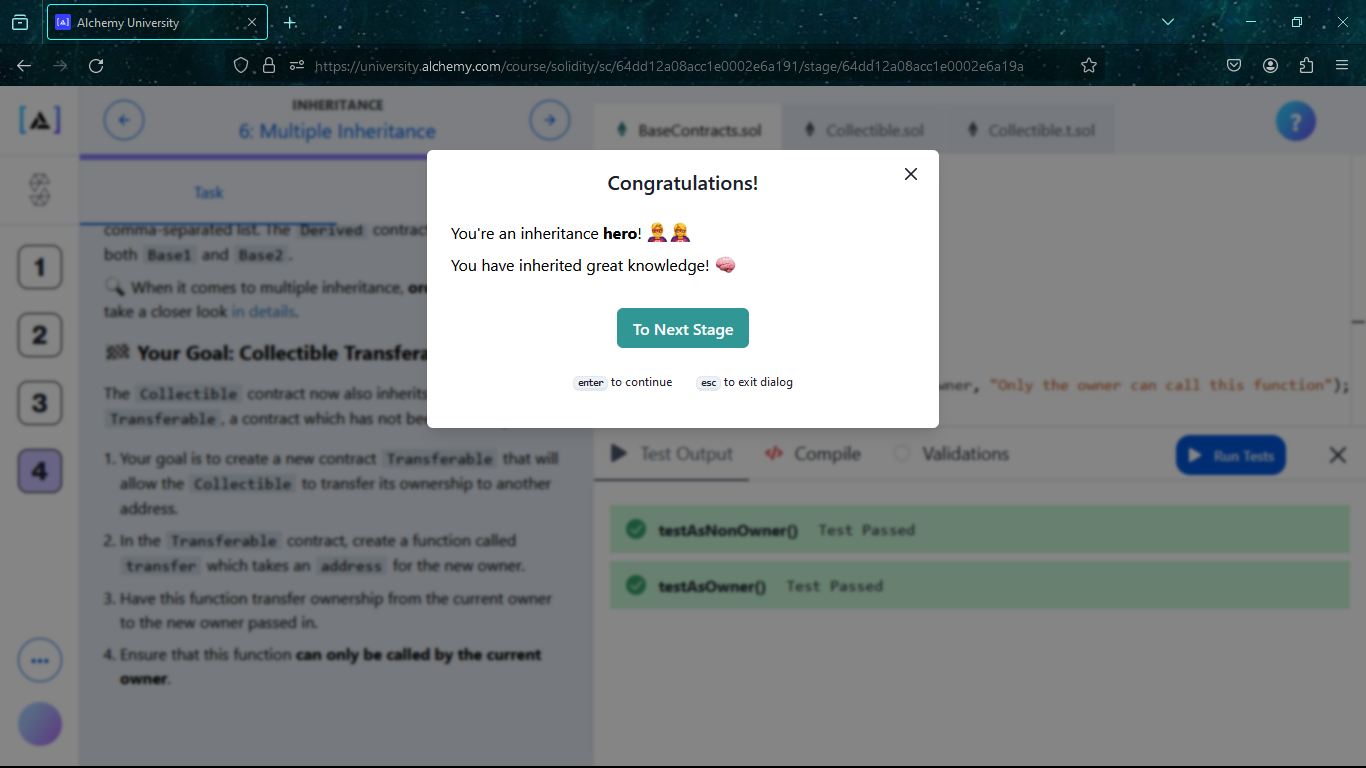 Alchemy University
https://university.alchemy.com/course/solidity/sc/64dd12a08acc1e0002e6a191/stage/64dd12a08acc1e0002e6a19a
INHERITANCE
6: Multiple Inheritance
BaseContracts.sol
Collectible.sol
Collectible.t.sol
?
Task
1
2
3
4
comma-separated list. The Derived contrac
both Base1 and Base2.
🔍 When it comes to multiple inheritance,
take a closer look in details.
🏁 Your Goal: Collectible Transfera
The Collectible contract now also inherits
Transferable, a contract which has not bee
1. Your goal is to create a new contract Transferable that will
allow the Collectible to transfer its ownership to another
address.
2. In the Transferable contract, create a function called
transfer which takes an address for the new owner.
3. Have this function transfer ownership from the current owner
to the new owner passed in.
4. Ensure that this function can only be called by the current
owner.
Congratulations!
You're an inheritance hero! 🦸🦸‍♀️
You have inherited great knowledge! 🧠
To Next Stage
enter to continue
esc to exit dialog
wner, "Only the owner can call this function");
Test Output
Compile
Validations
Run Tests
testAsNonOwner() Test Passed
testAsOwner() Test Passed